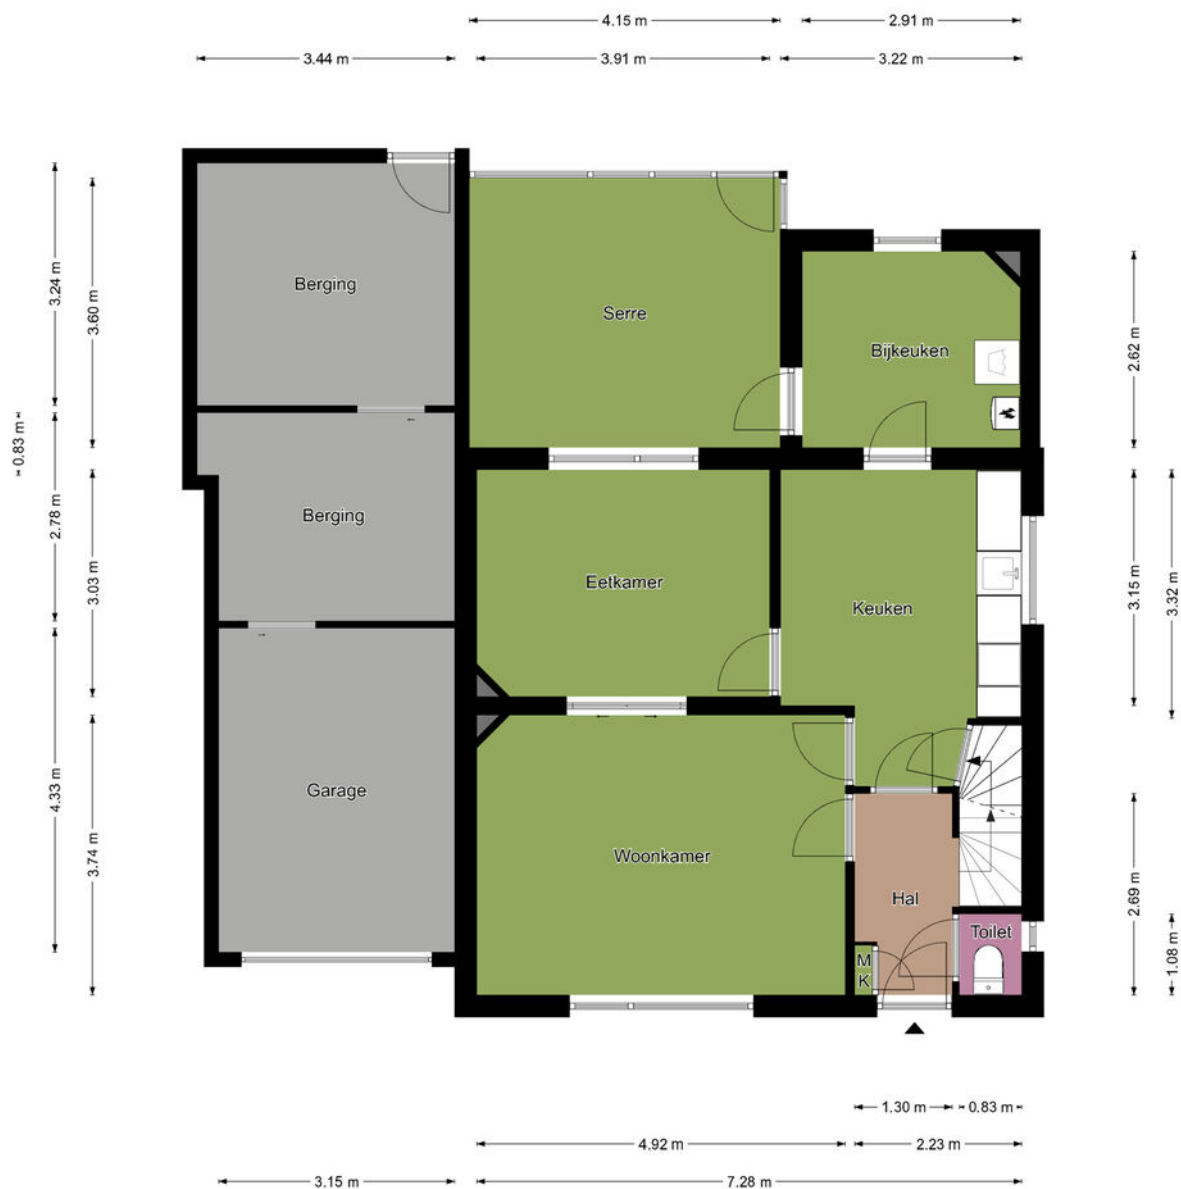 4.15 m
2.91 m
3.44 m
3.91 m
3.22 m
Berging
Serre
Bijkeuken
3.24 m
3.60 m
2.62 m
0.83 m
Berging
Eetkamer
Keuken
2.78 m
3.03 m
3.15 m
3.32 m
Garage
Woonkamer
Hal
Toilet
M
K
4.33 m
3.74 m
2.69 m
1.08 m
1.30 m
0.83 m
4.92 m
2.23 m
3.15 m
7.28 m